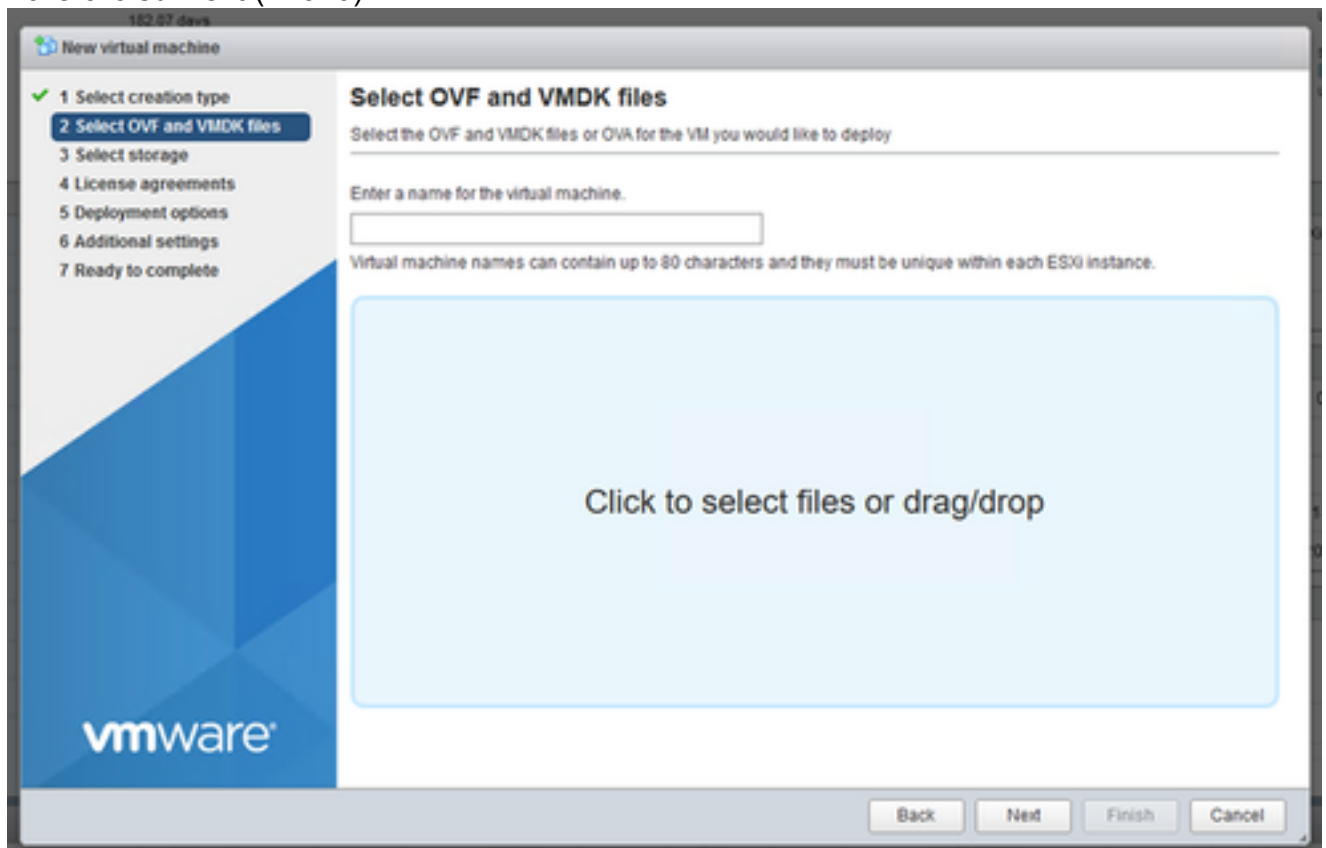 182.07 days
New virtual machine
1 Select creation type
2 Select OVF and VMDK files
3 Select storage
4 License agreements
5 Deployment options
6 Additional settings
7 Ready to complete
vmware
Select OVF and VMDK files
Select the OVF and VMDK files or OVA for the VM you would like to deploy
Enter a name for the virtual machine.
Virtual machine names can contain up to 80 characters and they must be unique within each ESXi instance.
Click to select files or drag/drop
Back Next Finish Cancel